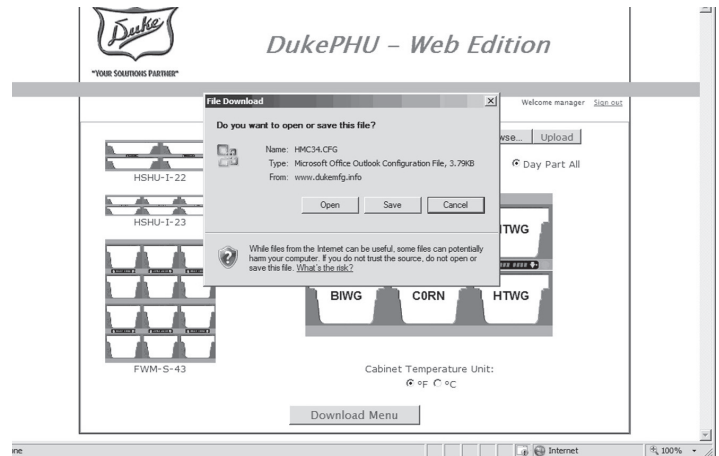 Duke
DukePHU – Web Edition
"YOUR SOLUTIONS PARTNER"
File Download
Welcome manager Sign out
Do you want to open or save this file?
Name: HMC34.CFG
Type: Microsoft Office Outlook Configuration File, 3.79KB
From: www.dukemfg.info
Upload
Day Part All
HSHU-I-22
Open Save Cancel
HSHU-I-23
HTWG
While files from the Internet can be useful, some files can potentially
harm your computer. If you do not trust the source, do not open or
save this file. What's the risk?
BIWG C0RN HTWG
FWM-S-43
Cabinet Temperature Unit:
°F °C
Download Menu
Internet 100%